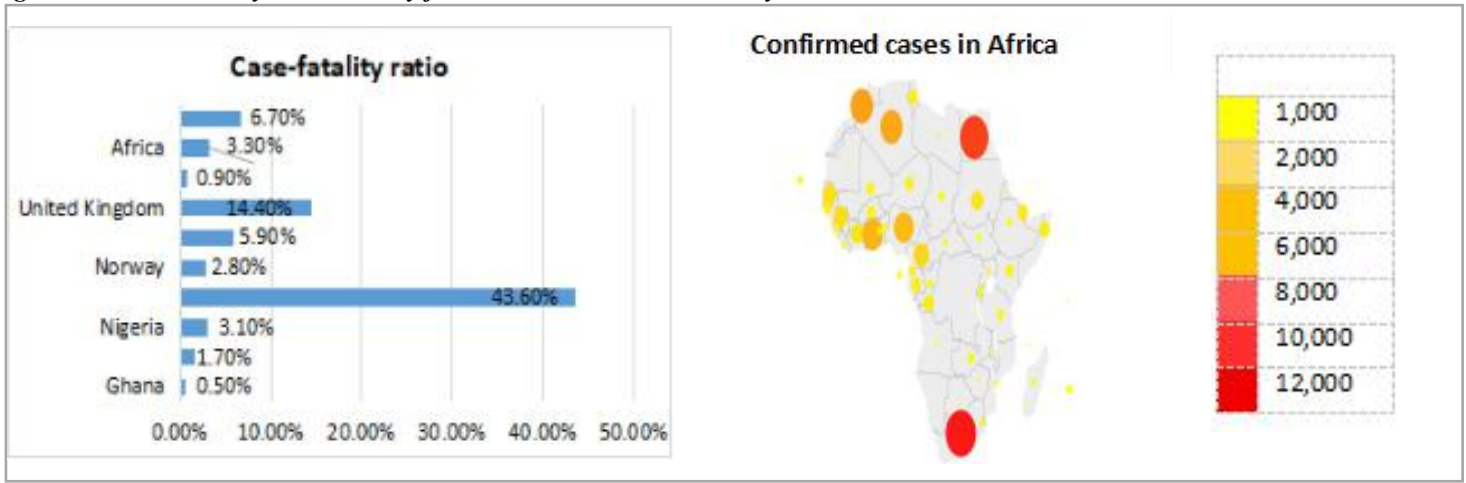 Case-fatality ratio
6.70%
Africa 3.30%
0.90%
United Kingdom 14.40%
5.90%
Norway 2.80%
43.60%
Nigeria 3.10%
1.70%
Ghana 0.50%
0.00% 10.00% 20.00% 30.00% 40.00% 50.00%
Confirmed cases in Africa
1,000
2,000
4,000
6,000
8,000
10,000
12,000